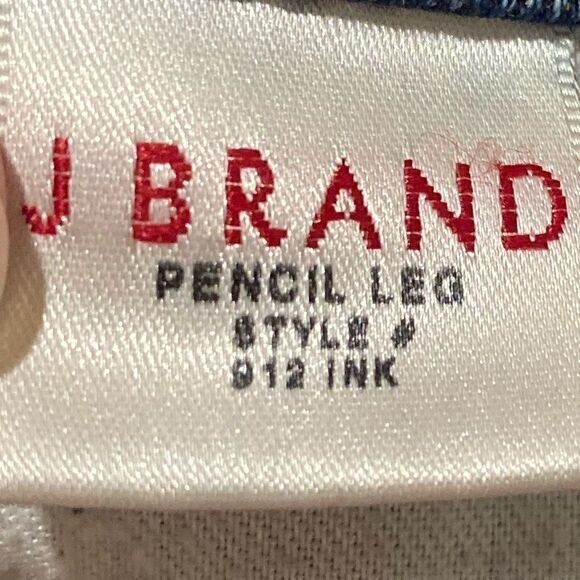 J BRAND
PENCIL LEG
STYLE #
912 INK